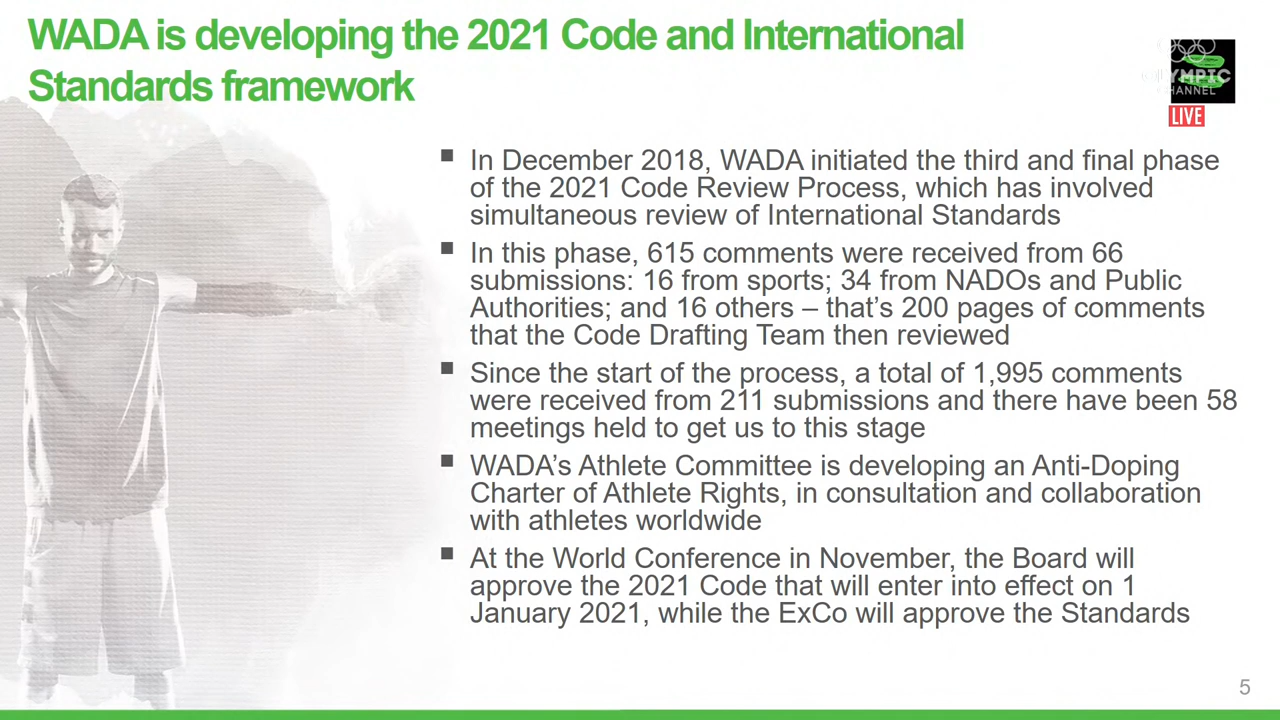 WADA is developing the 2021 Code and International
Standards framework
OLYMPIC
CHANNEL
LIVE
■ In December 2018, WADA initiated the third and final phase
of the 2021 Code Review Process, which has involved
simultaneous review of International Standards
■ In this phase, 615 comments were received from 66
submissions: 16 from sports; 34 from NADOs and Public
Authorities; and 16 others – that’s 200 pages of comments
that the Code Drafting Team then reviewed
■ Since the start of the process, a total of 1,995 comments
were received from 211 submissions and there have been 58
meetings held to get us to this stage
■ WADA’s Athlete Committee is developing an Anti-Doping
Charter of Athlete Rights, in consultation and collaboration
with athletes worldwide
■ At the World Conference in November, the Board will
approve the 2021 Code that will enter into effect on 1
January 2021, while the ExCo will approve the Standards
5